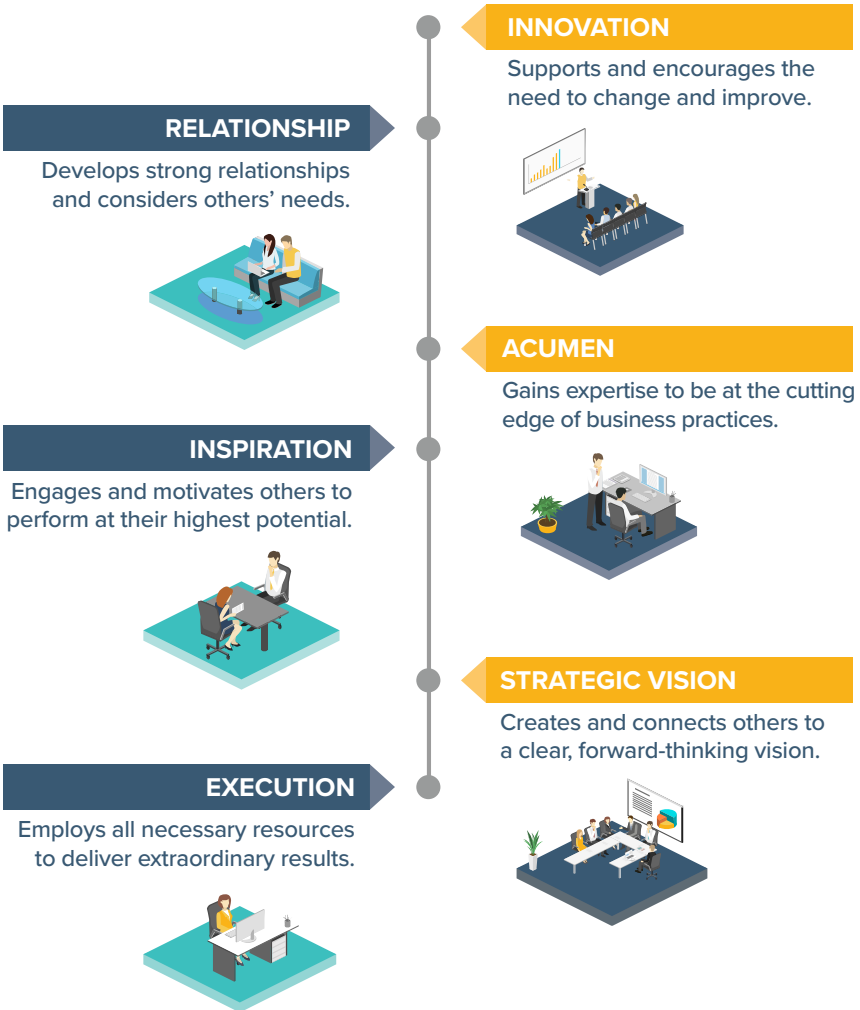 INNOVATION
Supports and encourages the
need to change and improve.
RELATIONSHIP
Develops strong relationships
and considers others’ needs.
ACUMEN
Gains expertise to be at the cutting
edge of business practices.
INSPIRATION
Engages and motivates others to
perform at their highest potential.
STRATEGIC VISION
Creates and connects others to
a clear, forward-thinking vision.
EXECUTION
Employs all necessary resources
to deliver extraordinary results.